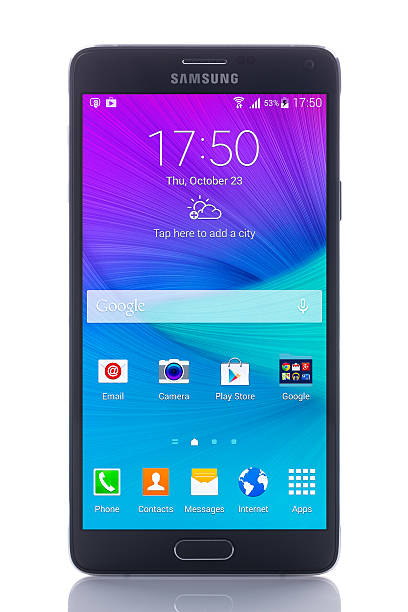 SAMSUNG
53% 17:50
17:50
Thu, October 23
Tap here to add a city
Google
Email Camera Play Store Google
Phone Contacts Messages Internet Apps